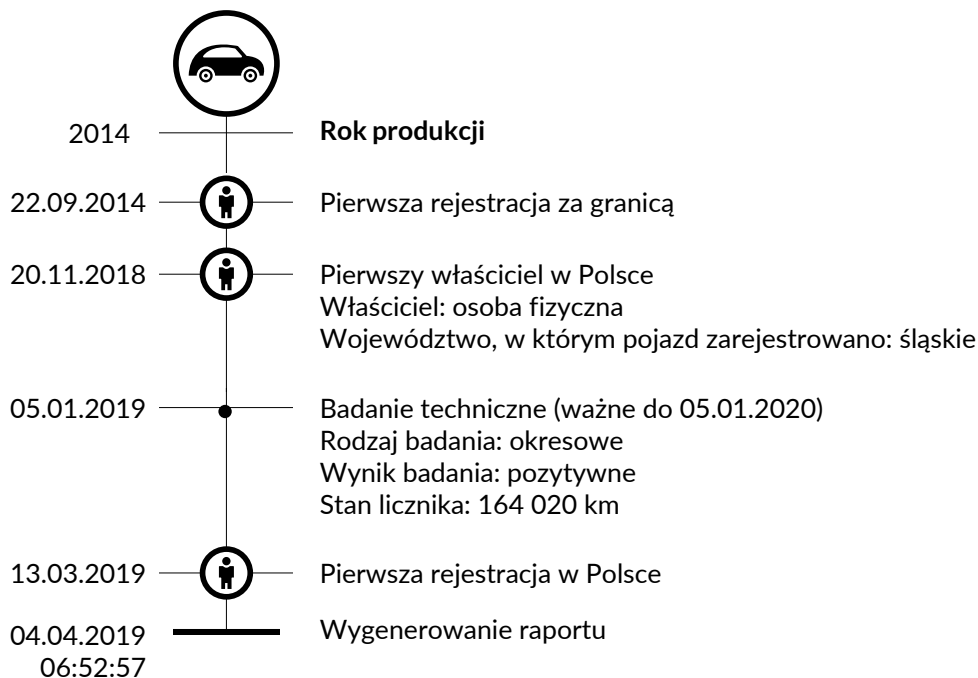 2014 Rok produkcji
22.09.2014 Pierwsza rejestracja za granicą
20.11.2018 Pierwszy właściciel w Polsce
Właściciel: osoba fizyczna
Województwo, w którym pojazd zarejestrowano: śląskie
05.01.2019 Badanie techniczne (ważne do 05.01.2020)
Rodzaj badania: okresowe
Wynik badania: pozytywne
Stan licznika: 164 020 km
13.03.2019 Pierwsza rejestracja w Polsce
04.04.2019 Wygenerowanie raportu
06:52:57